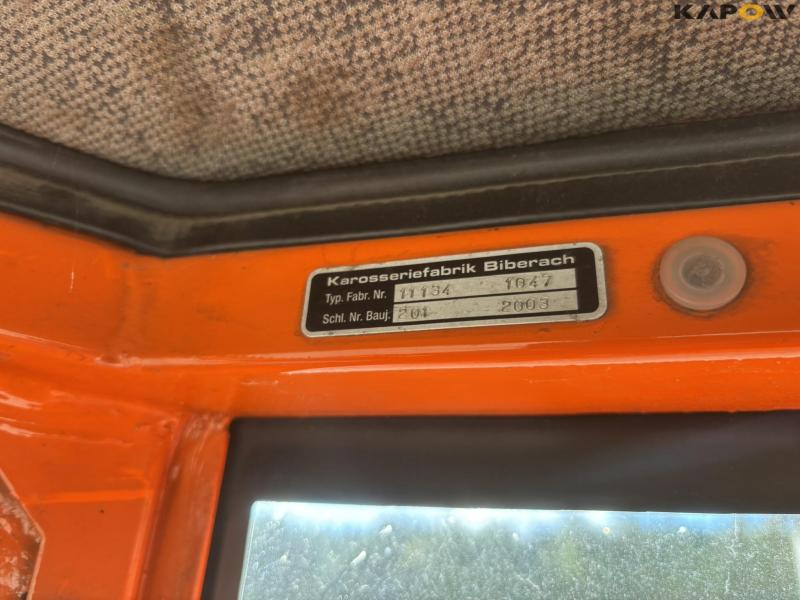 KAPOW
Karosseriefabrik Biberach
Typ. Fabr. Nr. 11134 1047
Schl. Nr. Bauj. 201 2003